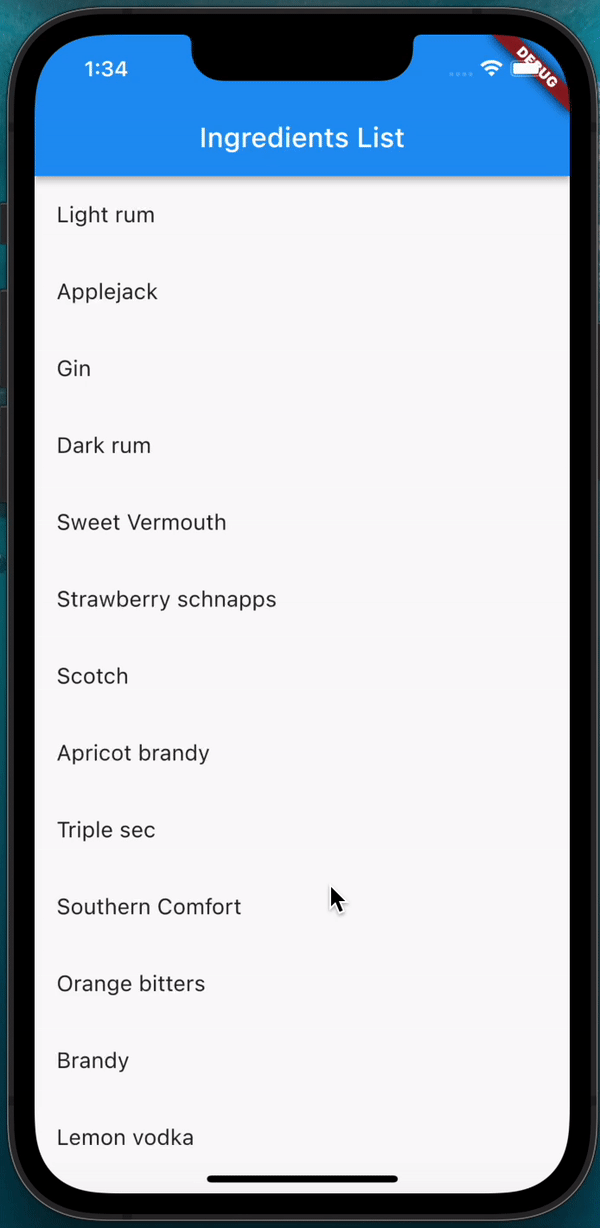 1:34
DEBUG
Ingredients List
Light rum
Applejack
Gin
Dark rum
Sweet Vermouth
Strawberry schnapps
Scotch
Apricot brandy
Triple sec
Southern Comfort
Orange bitters
Brandy
Lemon vodka